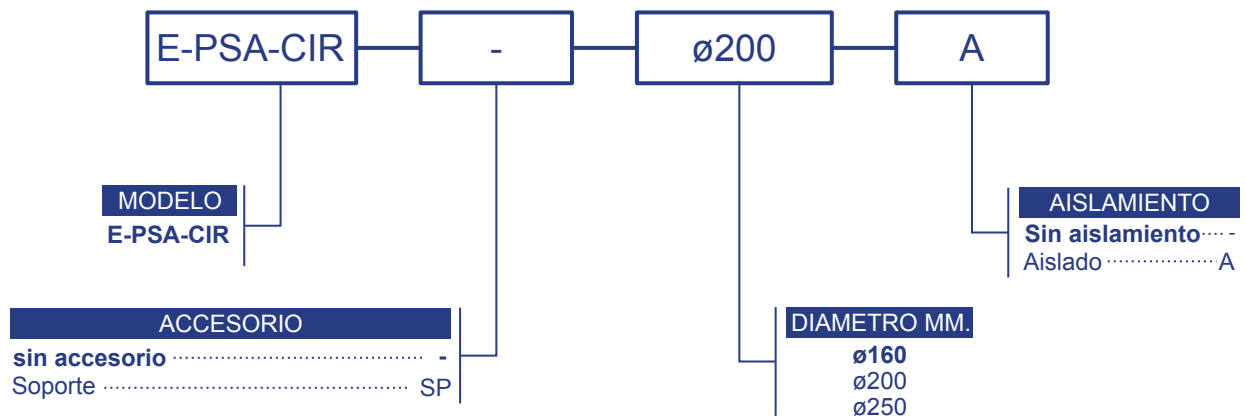 E-PSA-CIR - ø200 A
MODELO
E-PSA-CIR
AISLAMIENTO
Sin aislamiento -
Aislado A
ACCESORIO
sin accesorio -
Soporte SP
DIAMETRO MM.
ø160
ø200
ø250